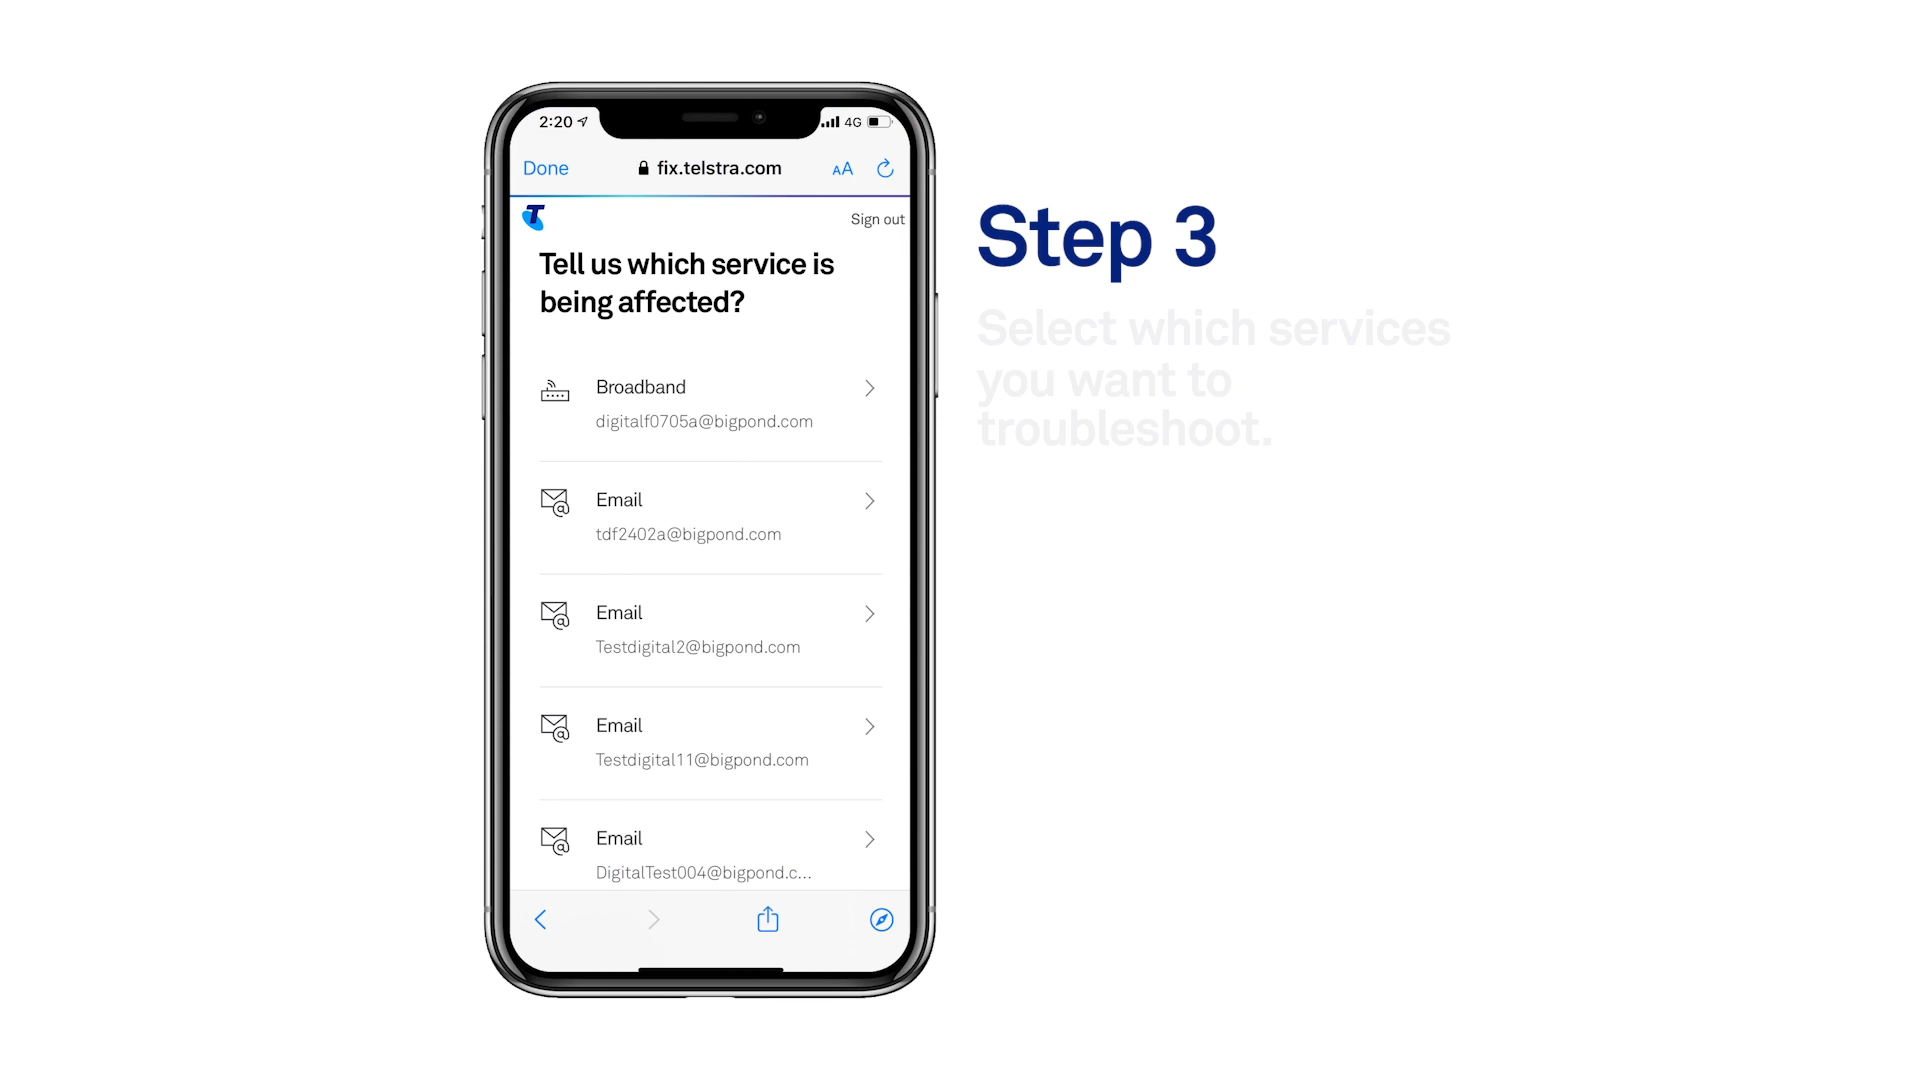 2:20
4G
Done
fix.telstra.com
AA
T
Sign out
Tell us which service is
being affected?
Broadband
digitalf0705a@bigpond.com
Email
tdf2402a@bigpond.com
Email
Testdigital2@bigpond.com
Email
Testdigital11@bigpond.com
Email
DigitalTest004@bigpond.c...
Step 3
Select which services
you want to
troubleshoot.